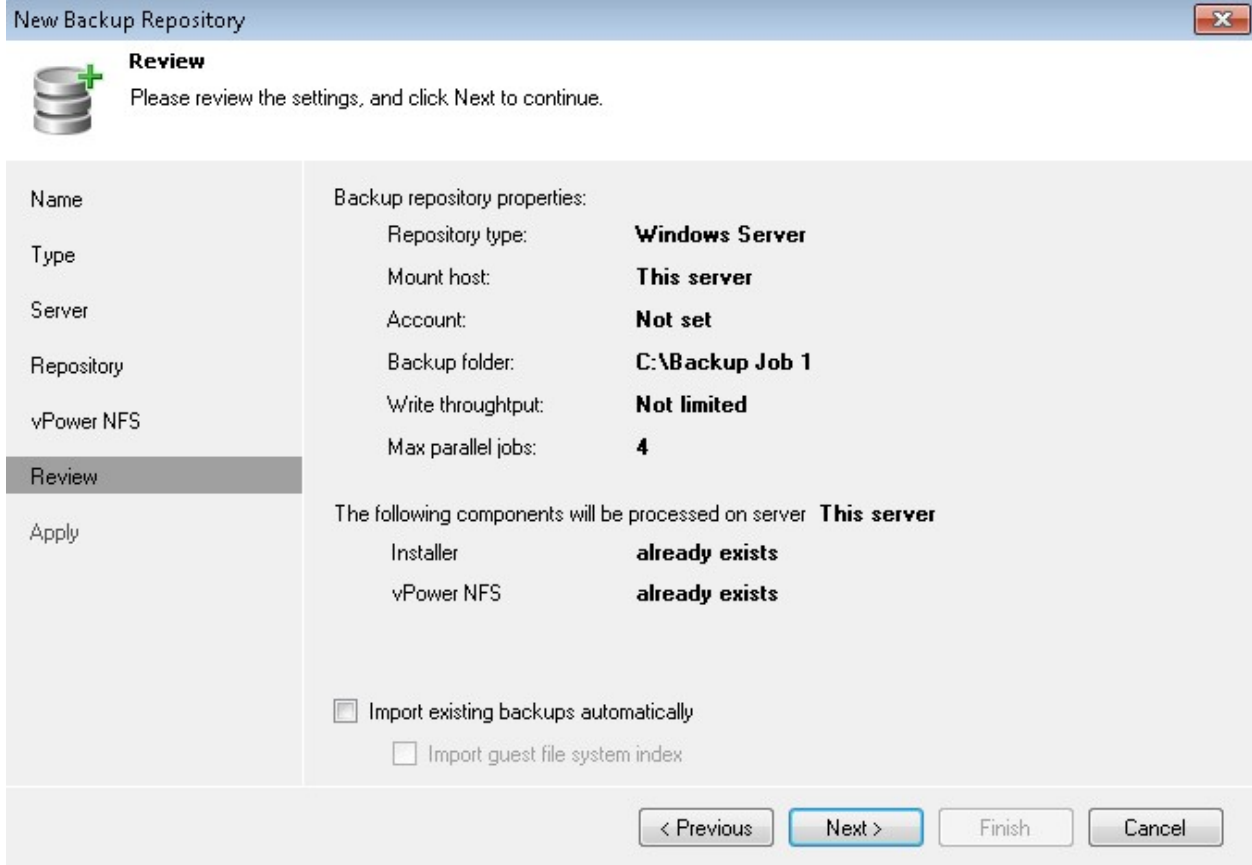 New Backup Repository
Review
Please review the settings, and click Next to continue.
Name
Type
Server
Repository
vPower NFS
Review
Apply
Backup repository properties:
Repository type: Windows Server
Mount host: This server
Account: Not set
Backup folder: C:\Backup Job 1
Write throughtput: Not limited
Max parallel jobs: 4
The following components will be processed on server This server
Installer already exists
vPower NFS already exists
Import existing backups automatically
Import guest file system index
< Previous Next > Finish Cancel